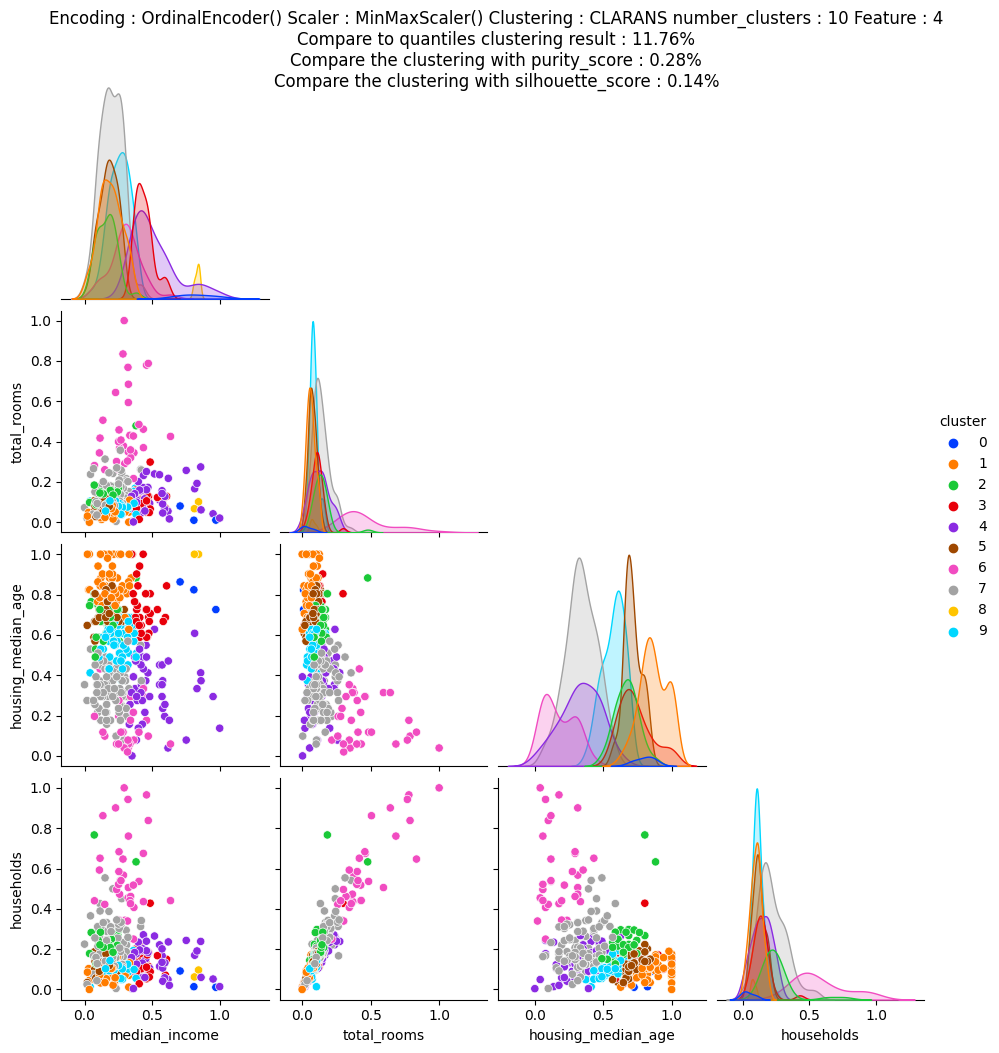 Encoding : OrdinalEncoder() Scaler : MinMaxScaler() Clustering : CLARANS number_clusters : 10 Feature : 4
Compare to quantiles clustering result : 11.76%
Compare the clustering with purity_score : 0.28%
Compare the clustering with silhouette_score : 0.14%
total_rooms
1.0
0.8
0.6
0.4
0.2
0.0
housing_median_age
1.0
0.8
0.6
0.4
0.2
0.0
households
1.0
0.8
0.6
0.4
0.2
0.0
0.0 0.5 1.0
median_income
0.0 0.5 1.0
total_rooms
0.0 0.5 1.0
housing_median_age
0.0 0.5 1.0
households
cluster
0
1
2
3
4
5
6
7
8
9